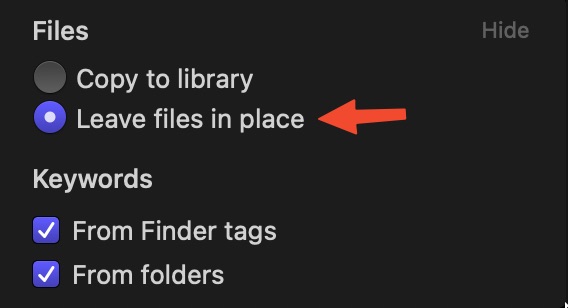 Files
Hide
Copy to library
Leave files in place
Keywords
From Finder tags
From folders